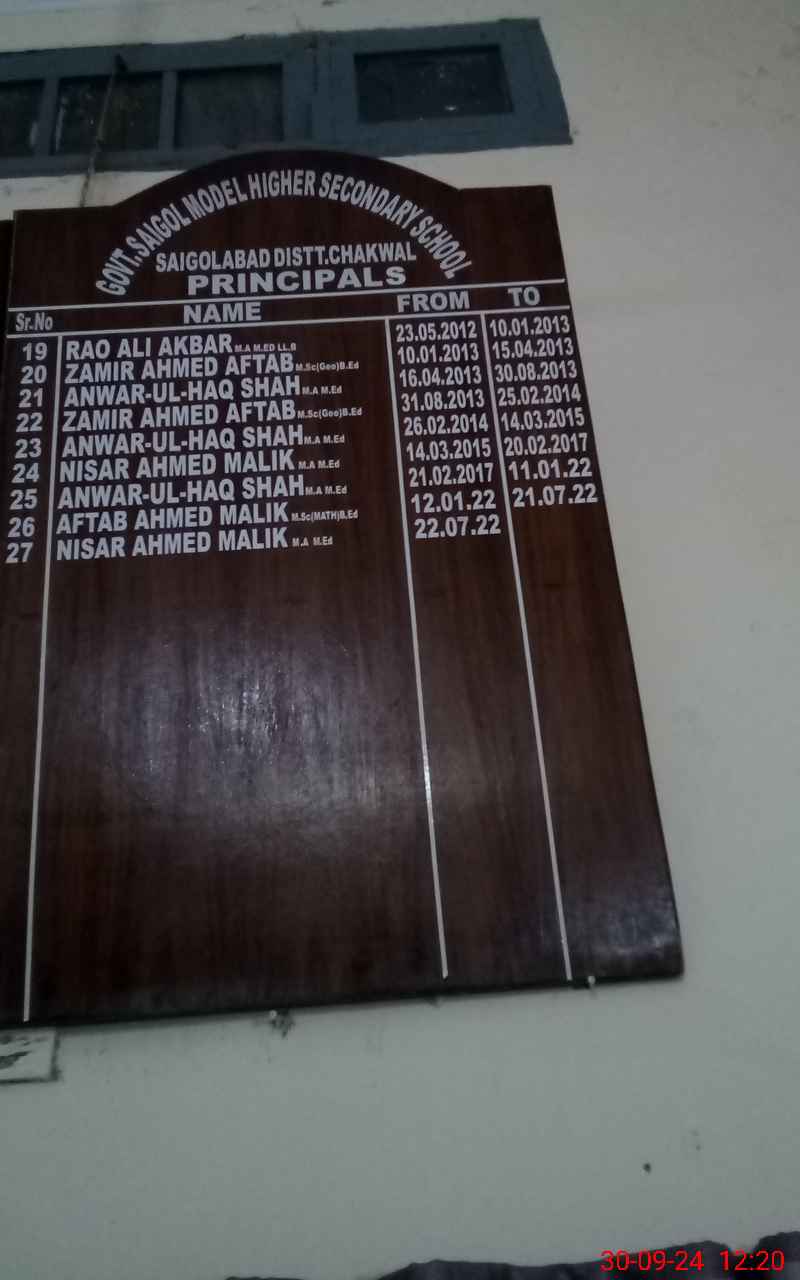 GOVT.SAIGOL MODEL HIGHER SECONDARY SCHOOL
SAIGOLABAD DISTT.CHAKWAL
PRINCIPALS
Sr.No NAME FROM TO
19 RAO ALI AKBAR M.A M.ED LL,B 23.05.2012 10.01.2013
20 ZAMIR AHMED AFTAB M.Sc(Geo)B.Ed 10.01.2013 15.04.2013
21 ANWAR-UL-HAQ SHAH M.A M.Ed 16.04.2013 30.08.2013
22 ZAMIR AHMED AFTAB M.Sc(Geo)B.Ed 31.08.2013 25.02.2014
23 ANWAR-UL-HAQ SHAH M.A M.Ed 26.02.2014 14.03.2015
24 NISAR AHMED MALIK M.A M.Ed 14.03.2015 20.02.2017
25 ANWAR-UL-HAQ SHAH M.A M.Ed 21.02.2017 11.01.22
26 AFTAB AHMED MALIK M.Sc(MATH)B.Ed 12.01.22 21.07.22
27 NISAR AHMED MALIK M.A M.Ed 22.07.22
30-09-24 12:20